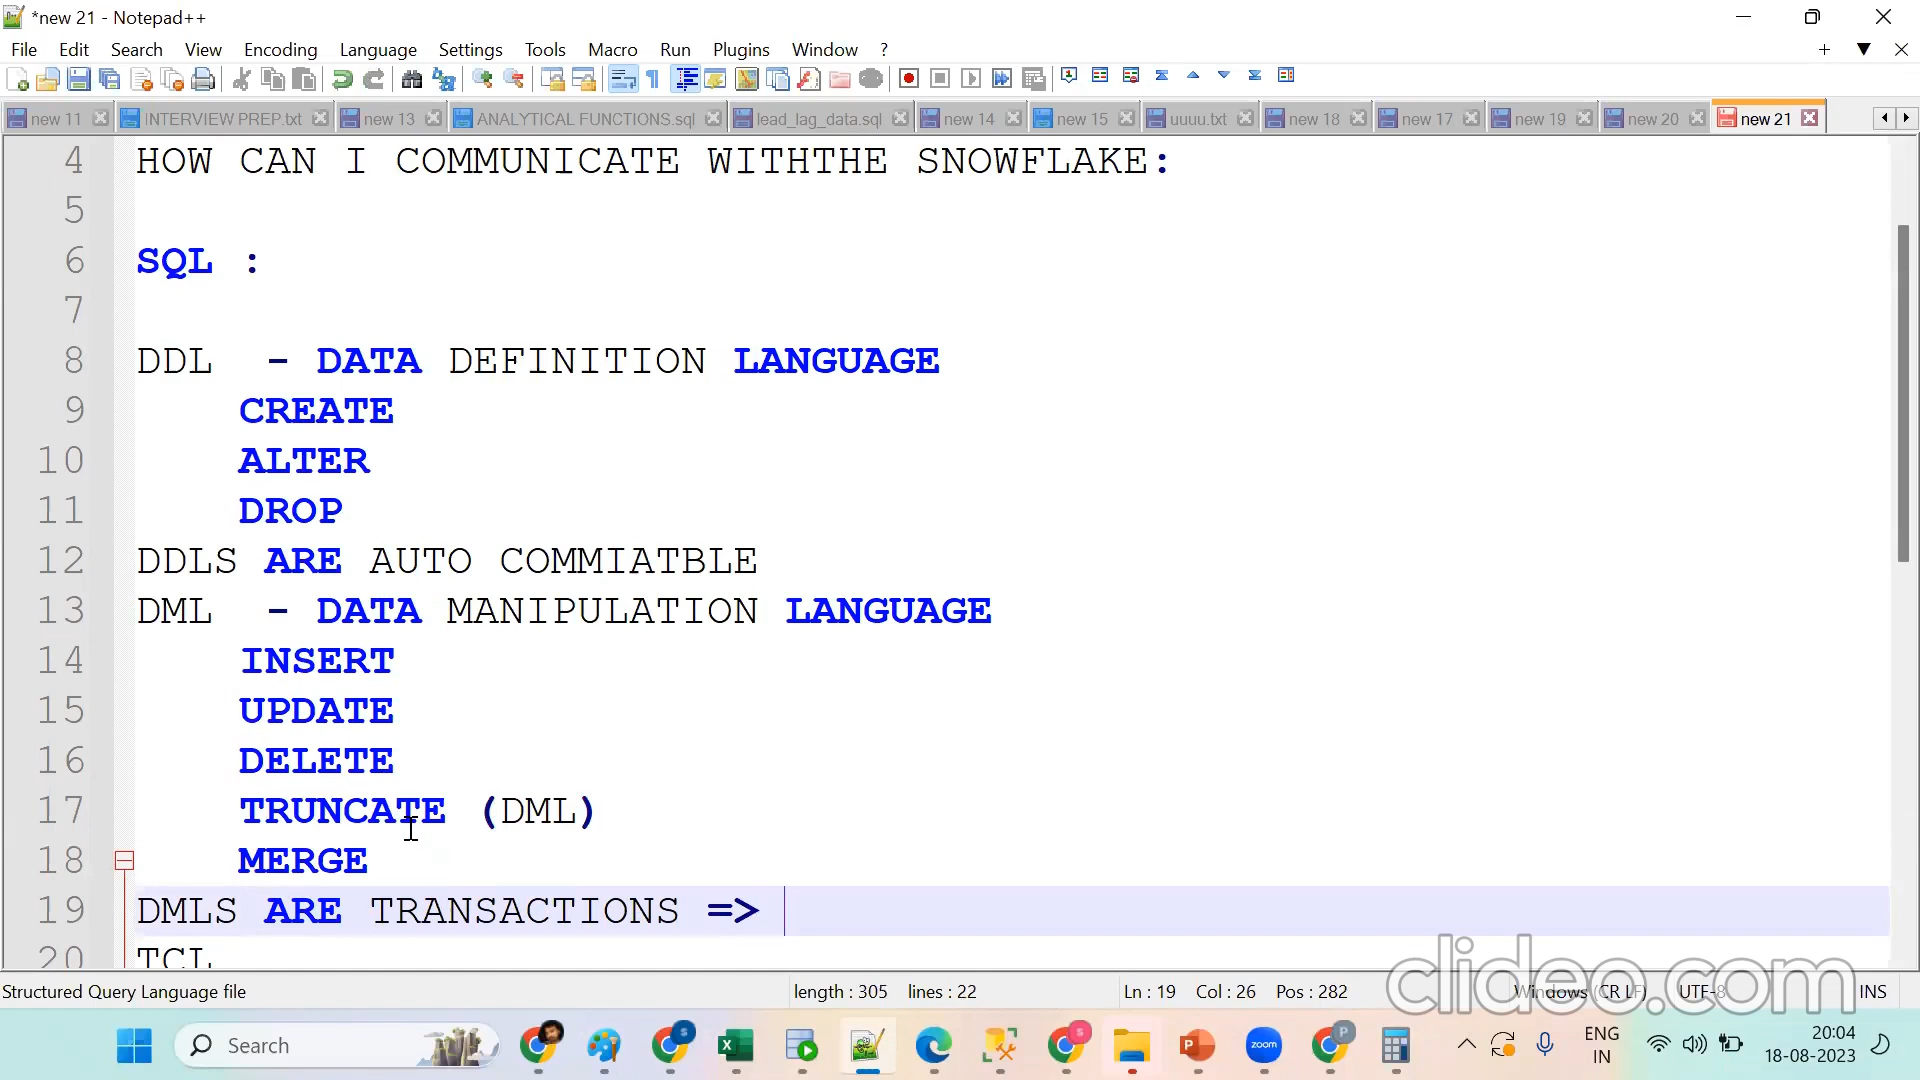 *new 21 - Notepad++
File Edit Search View Encoding Language Settings Tools Macro Run Plugins Window ?
new 11 INTERVIEW PREP.txt new 13 ANALYTICAL FUNCTIONS.sql lead_lag_data.sql new 14 new 15 uuuu.txt new 18 new 17 new 19 new 20 new 21
4 HOW CAN I COMMUNICATE WITHTHE SNOWFLAKE:
5
6 SQL :
7
8 DDL - DATA DEFINITION LANGUAGE
9 CREATE
10 ALTER
11 DROP
12 DDLS ARE AUTO COMMIATBLE
13 DML - DATA MANIPULATION LANGUAGE
14 INSERT
15 UPDATE
16 DELETE
17 TRUNCATE (DML)
18 MERGE
19 DMLS ARE TRANSACTIONS =>
20 TCL
clideo.com
Structured Query Language file length : 305 lines : 22 Ln : 19 Col : 26 Pos : 282 Windows (CR LF) UTF-8 INS
Search zoom ENG 20:04
IN 18-08-2023